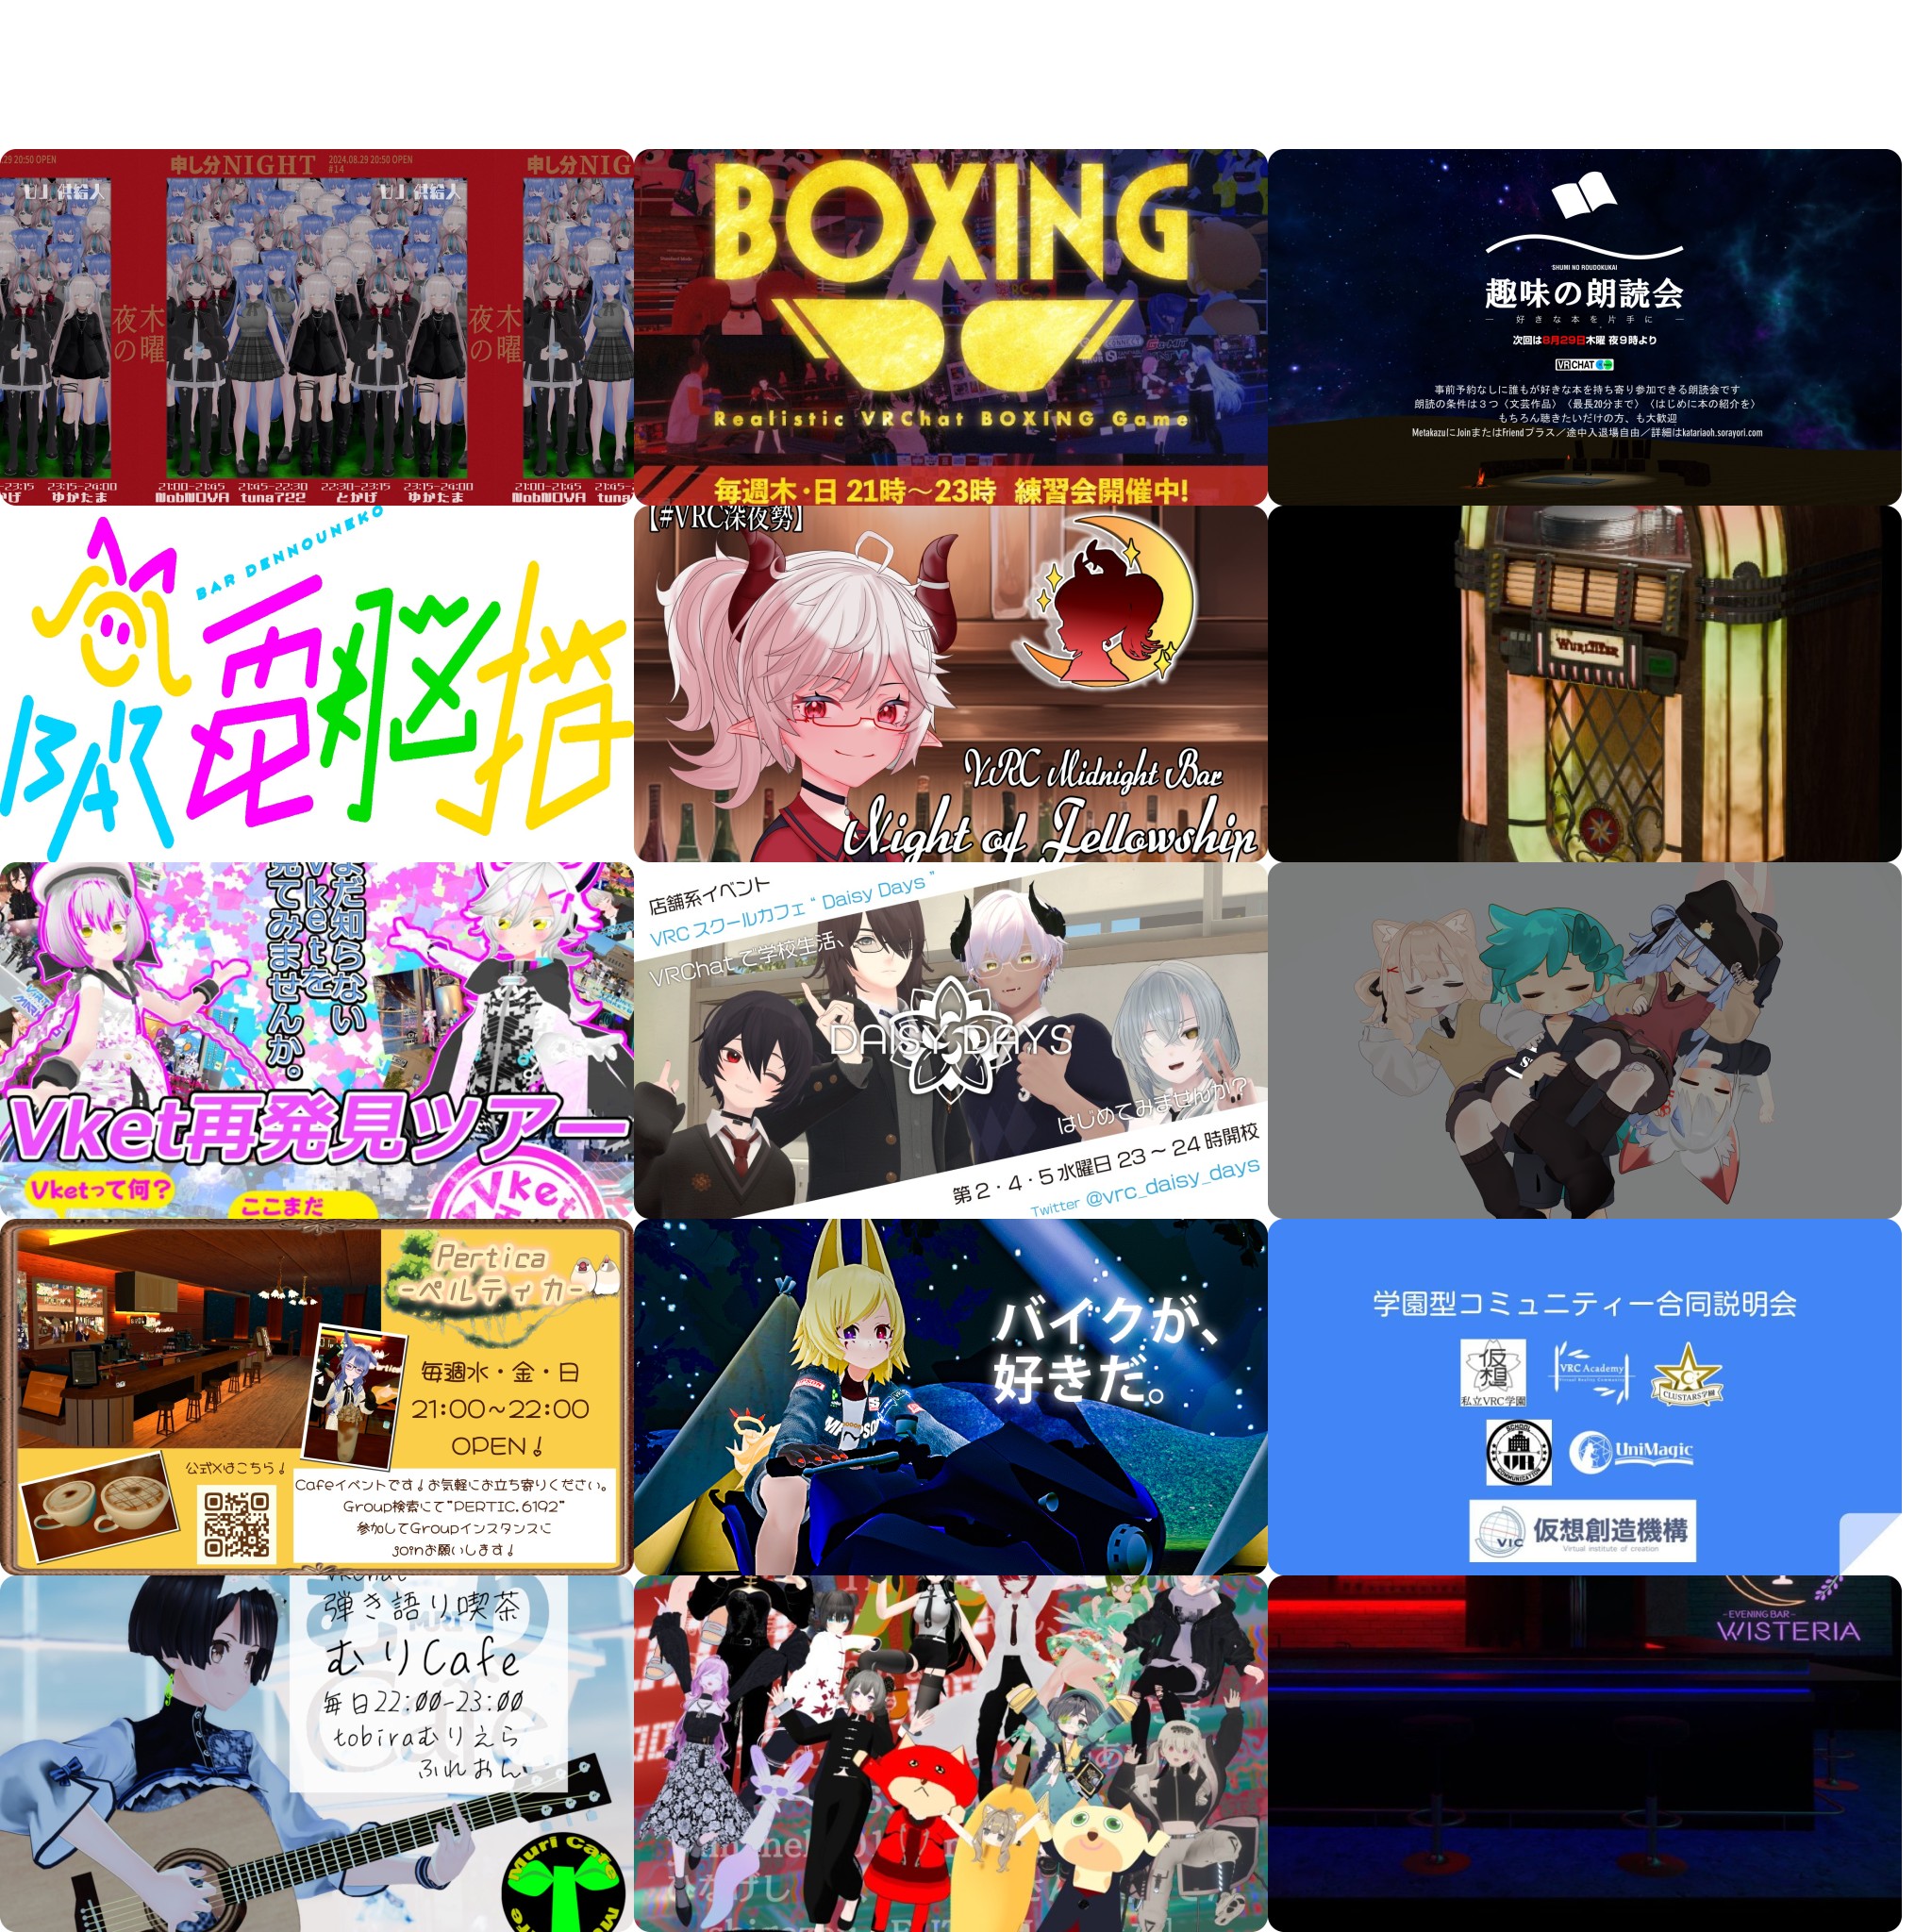 .29 20:50 OPEN
申し分NIGHT
2024.08.29 20:50 OPEN
#14
申し分NIG
DJ 供給人
DJ 供給人
木曜
夜の
木曜
夜の
-23:15
23:15-24:00
ゆかたま
21:00-21:45
NobNOVA
21:45-22:30
tuna722
22:30-23:15
とかげ
23:15-24:00
ゆかたま
21:00-21:45
NobNOVA
tuna
BOXING
Realistic VRChat BOXING Game
毎週木・日 21時~23時 練習会開催中!
SHUMI NO ROUDOKUKAI
趣味の朗読会
― 好きな本を片手に ―
次回は8月29日木曜 夜9時より
VRCHAT
事前予約なしに誰もが好きな本を持ち寄り参加できる朗読会です
朗読の条件は3つ〈文芸作品〉〈最長20分まで〉〈はじめに本の紹介を〉
もちろん聴きたいだけの方、も大歓迎
MetakazuにJoinまたはFriendプラス/途中入退場自由/詳細はkatariaoh.sorayori.com
BAR DENNOUNEKO
BAR 電脳猫
【#VRC深夜勢】
VRC Midnight Bar
Night of Fellowship
WURLITZER
まだ知らない
Vketを
見てみませんか。
Vket再発見ツアー
Vketって何?
ここまだ
Vket
店舗系イベント
VRC スクールカフェ “ Daisy Days ”
VRChat で学校生活、
DAISY DAYS
はじめてみませんか?
第 2・4・5 水曜日 23 ~ 24 時開校
Twitter @vrc_daisy_days
Pertica
-ペルティカ-
毎週水・金・日
21:00~22:00
OPEN!
公式Xはこちら!
Cafeイベントです!お気軽にお立ち寄りください。
Group検索にて"PERTIC.6192"
参加してGroupインスタンスに
joinお願いします!
バイクが、
好きだ。
学園型コミュニティー合同説明会
仮想
私立VRC学園
VRC Academy
Virtual Reality Community
C
CLUSTARS学園
SCHOOL
VR
COMMUNICATION
UniMagic
VIC
仮想創造機構
Virtual institute of creation
VRChat
弾き語り喫茶
むりCafe
毎日22:00-23:00
tobiraむりえら
ふれおん
Muri Cafe
-EVENING BAR-
WISTERIA